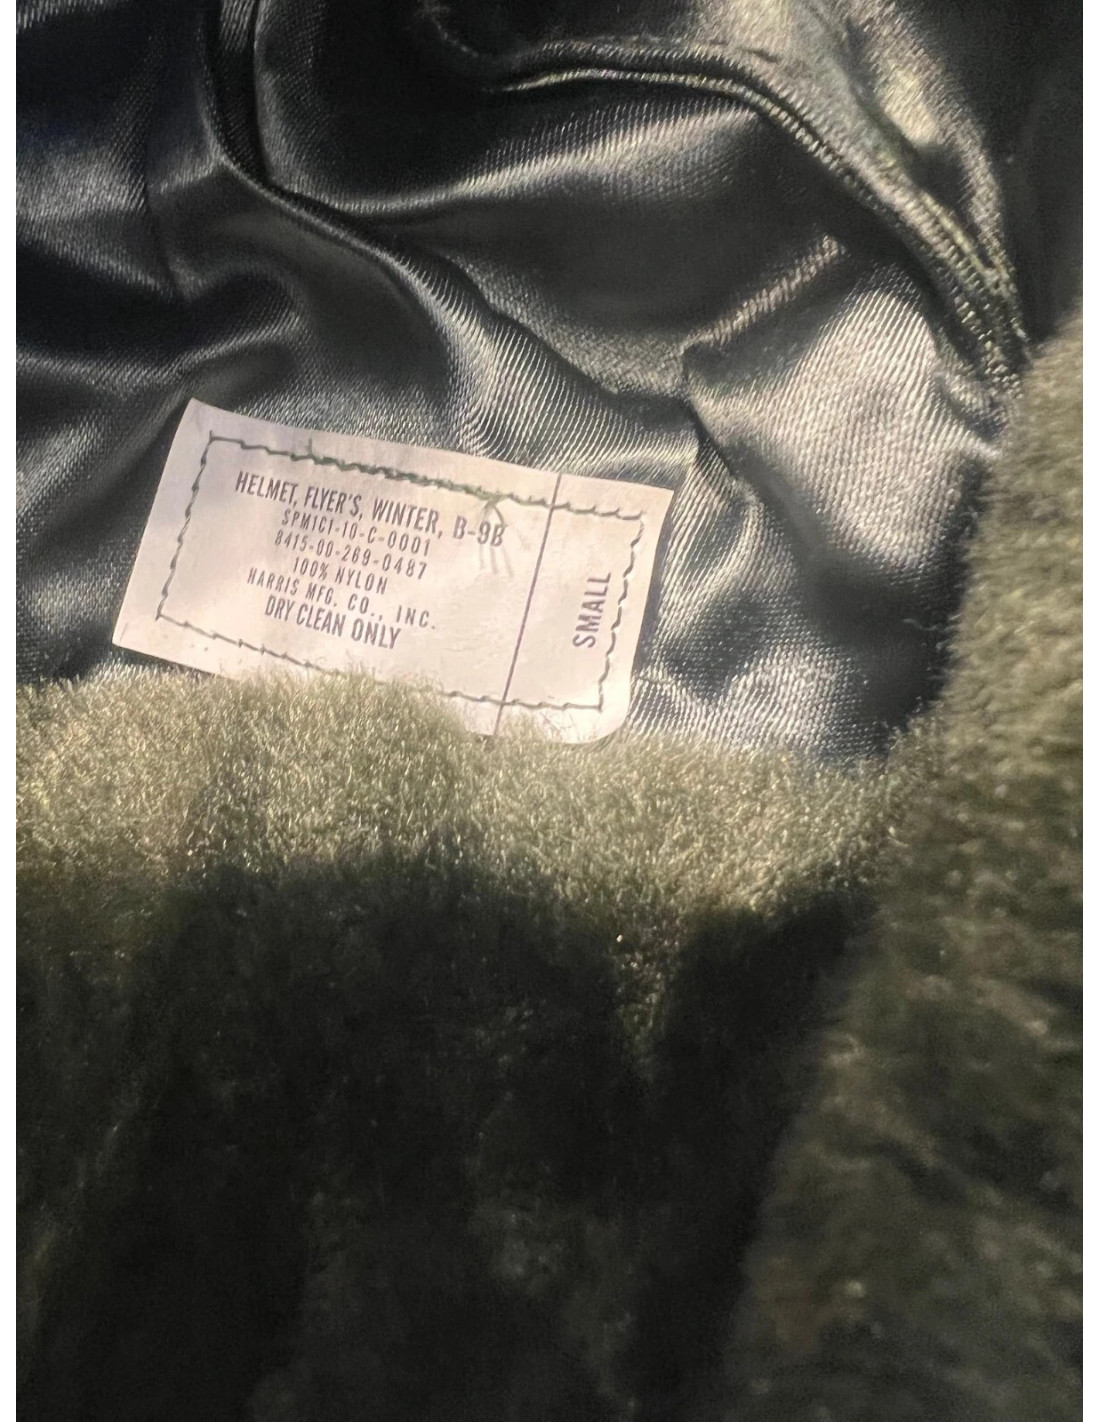 HELMET, FLYER'S, WINTER, B-9B
SPM1C1-10-C-0001
8415-00-269-0487
100% NYLON
HARRIS MFG. CO., INC.
DRY CLEAN ONLY
SMALL